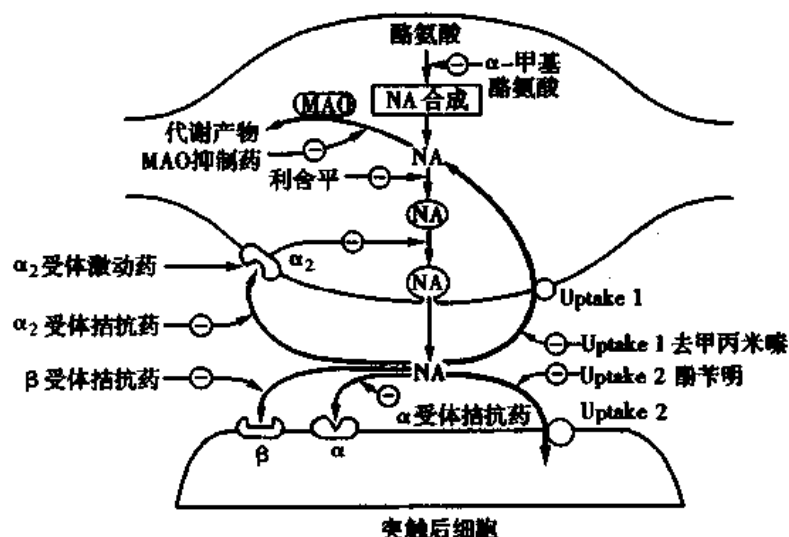 酪氨酸
α-甲基
酪氨酸
NA 合成
MAO
代谢产物
MAO抑制药
NA
利舍平
NA
α₂受体激动药
α₂
NA
Uptake 1
α₂受体拮抗药
Uptake 1 去甲丙米嗪
β受体拮抗药
NA
Uptake 2 酚苄明
α受体拮抗药
Uptake 2
β
α
突触后细胞